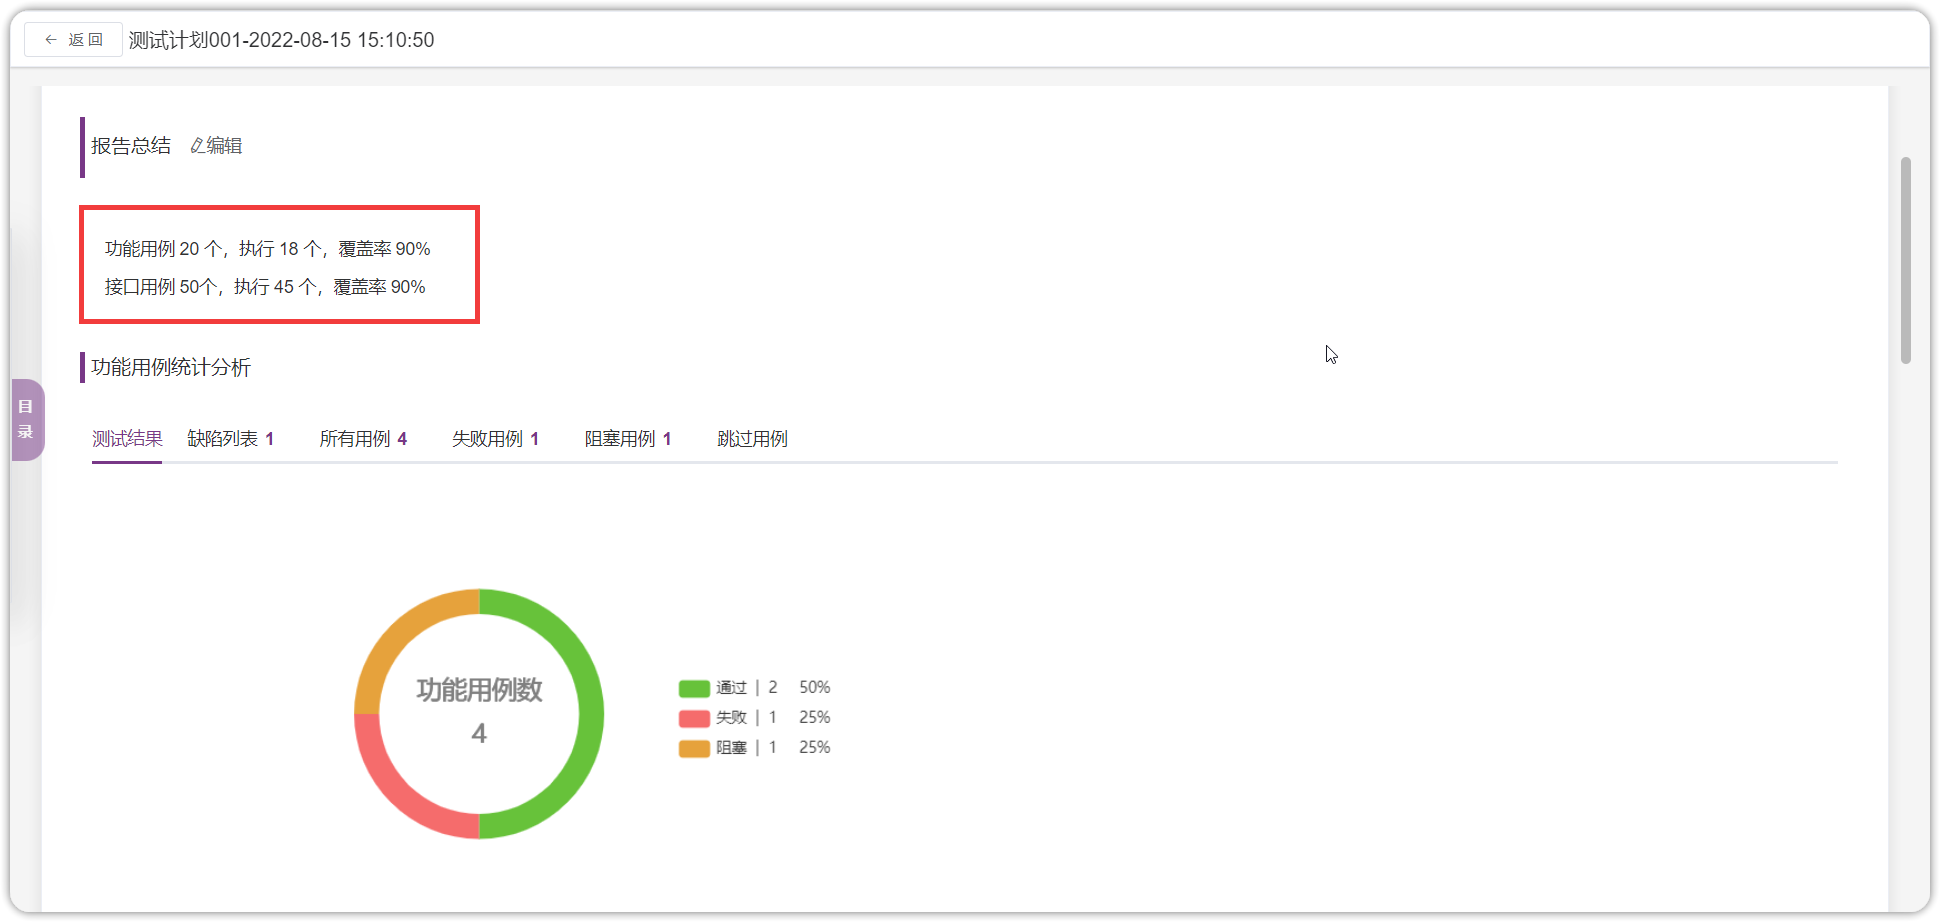 返回 测试计划001-2022-08-15 15:10:50
报告总结 编辑
功能用例 20 个，执行 18 个，覆盖率 90%
接口用例 50个，执行 45 个，覆盖率 90%
功能用例统计分析
目录
测试结果 缺陷列表 1 所有用例 4 失败用例 1 阻塞用例 1 跳过用例
功能用例数
4
通过 | 2 50%
失败 | 1 25%
阻塞 | 1 25%